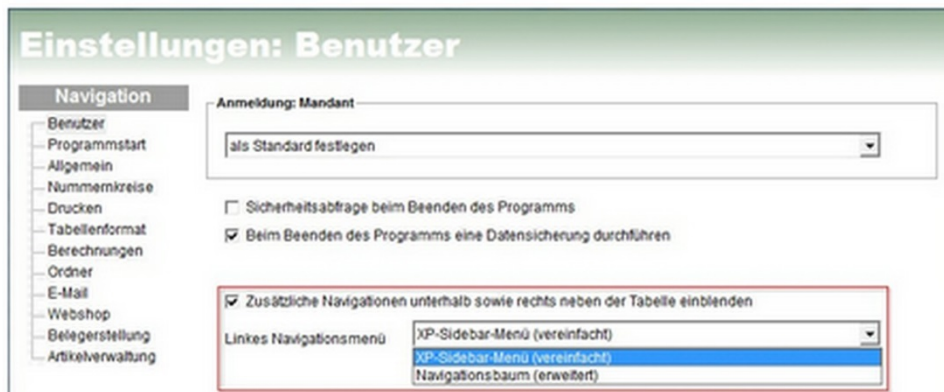 Einstellungen: Benutzer
Navigation
Benutzer
Programmstart
Allgemein
Nummernkreise
Drucken
Tabellenformat
Berechnungen
Ordner
E-Mail
Webshop
Belegerstellung
Artikelverwaltung
Anmeldung: Mandant
als Standard festlegen
Sicherheitsabfrage beim Beenden des Programms
Beim Beenden des Programms eine Datensicherung durchführen
Zusätzliche Navigationen unterhalb sowie rechts neben der Tabelle einblenden
Linkes Navigationsmenü
XP-Sidebar-Menü (vereinfacht)
XP-Sidebar-Menü (vereinfacht)
Navigationsbaum (erweitert)